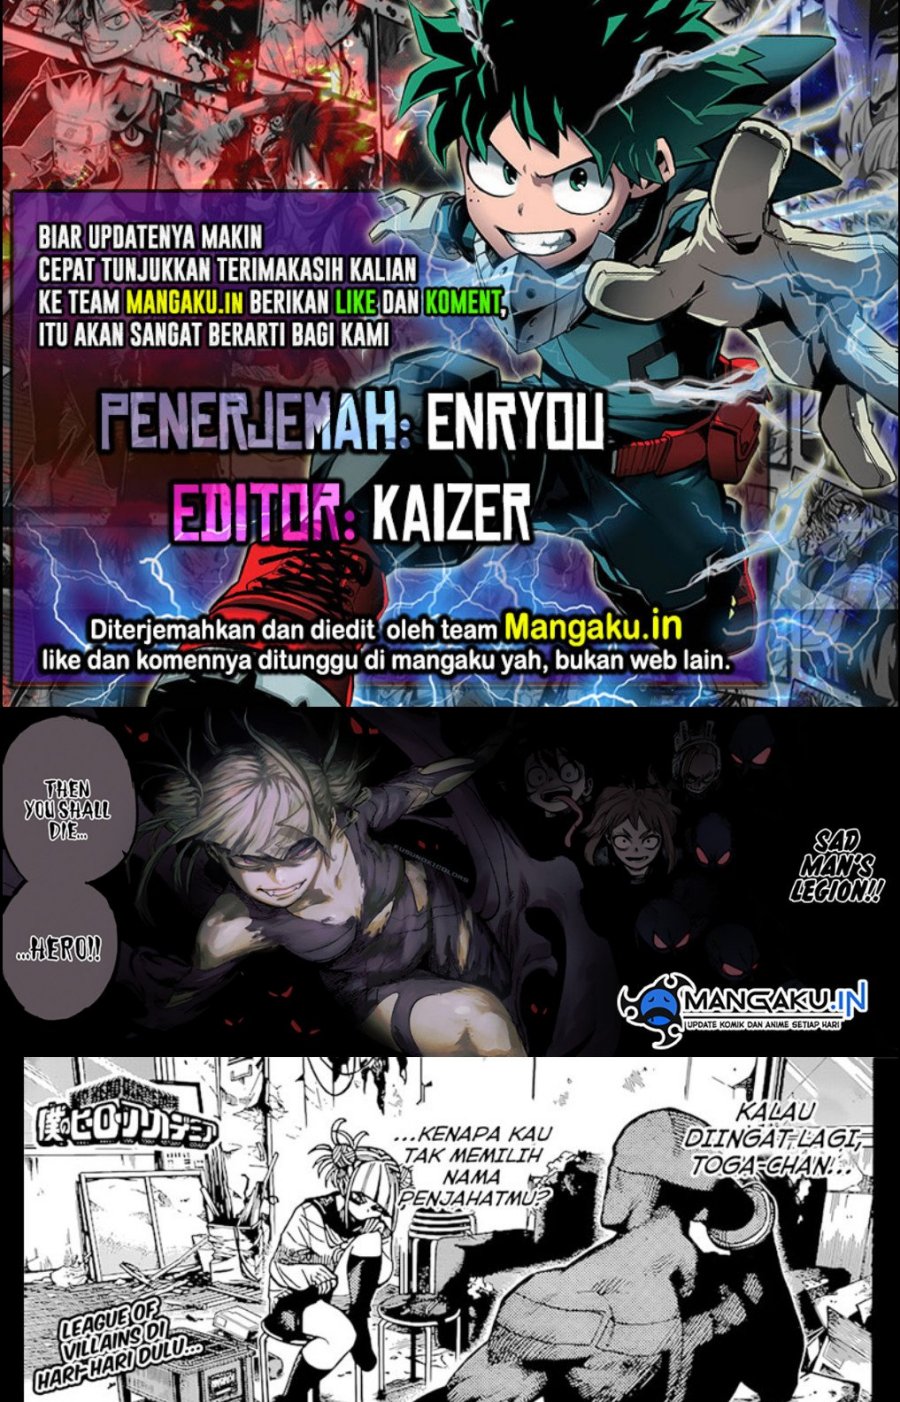 BIAR UPDATENYA MAKIN
CEPAT TUNJUKKAN TERIMAKASIH KALIAN
KE TEAM MANGAKU.IN BERIKAN LIKE DAN KOMENT,
ITU AKAN SANGAT BERARTI BAGI KAMI
PENERJEMAH: ENRYOU
EDITOR: KAIZER
Diterjemahkan dan diedit oleh team Mangaku.in
like dan komennya ditunggu di mangaku yah, bukan web lain.
THEN
YOU SHALL
DIE...
...HERO!!
KUSUNOKICOLORS
SAD
MAN'S
LEGION!!
MANGAKU.IN
UPDATE KOMIK DAN ANIME SETIAP HARI
MY HERO ACADEMIA
僕のヒーローアカデミア
KALAU
DIINGAT LAGI,
TOGA-CHAN...
...KENAPA KAU
TAK MEMILIH
NAMA
PENJAHATMU?
LEAGUE OF
VILLAINS DI
HARI-HARI DULU...